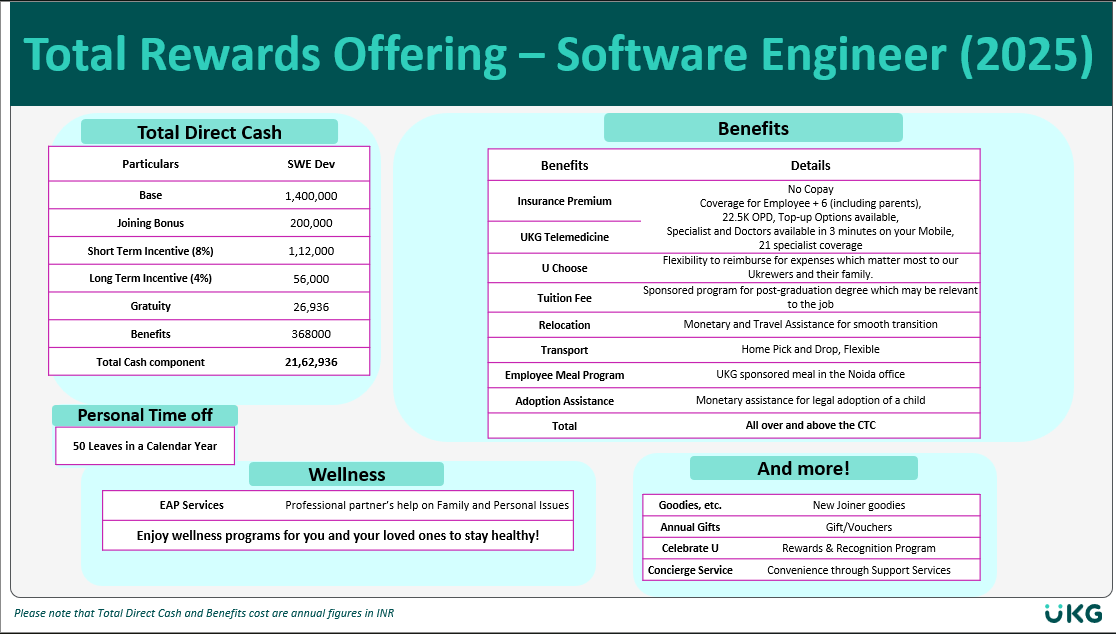 Total Rewards Offering – Software Engineer (2025)
Total Direct Cash
Particulars SWE Dev
Base 1,400,000
Joining Bonus 200,000
Short Term Incentive (8%) 1,12,000
Long Term Incentive (4%) 56,000
Gratuity 26,936
Benefits 368000
Total Cash component 21,62,936
Personal Time off
50 Leaves in a Calendar Year
Benefits
Benefits Details
Insurance Premium
No Copay
Coverage for Employee + 6 (including parents),
22.5K OPD, Top-up Options available,
UKG Telemedicine
Specialist and Doctors available in 3 minutes on your Mobile,
21 specialist coverage
U Choose
Flexibility to reimburse for expenses which matter most to our
Ukrewers and their family.
Tuition Fee
Sponsored program for post-graduation degree which may be relevant
to the job
Relocation Monetary and Travel Assistance for smooth transition
Transport Home Pick and Drop, Flexible
Employee Meal Program UKG sponsored meal in the Noida office
Adoption Assistance Monetary assistance for legal adoption of a child
Total All over and above the CTC
Wellness
EAP Services Professional partner's help on Family and Personal Issues
Enjoy wellness programs for you and your loved ones to stay healthy!
And more!
Goodies, etc. New Joiner goodies
Annual Gifts Gift/Vouchers
Celebrate U Rewards & Recognition Program
Concierge Service Convenience through Support Services
Please note that Total Direct Cash and Benefits cost are annual figures in INR
UKG